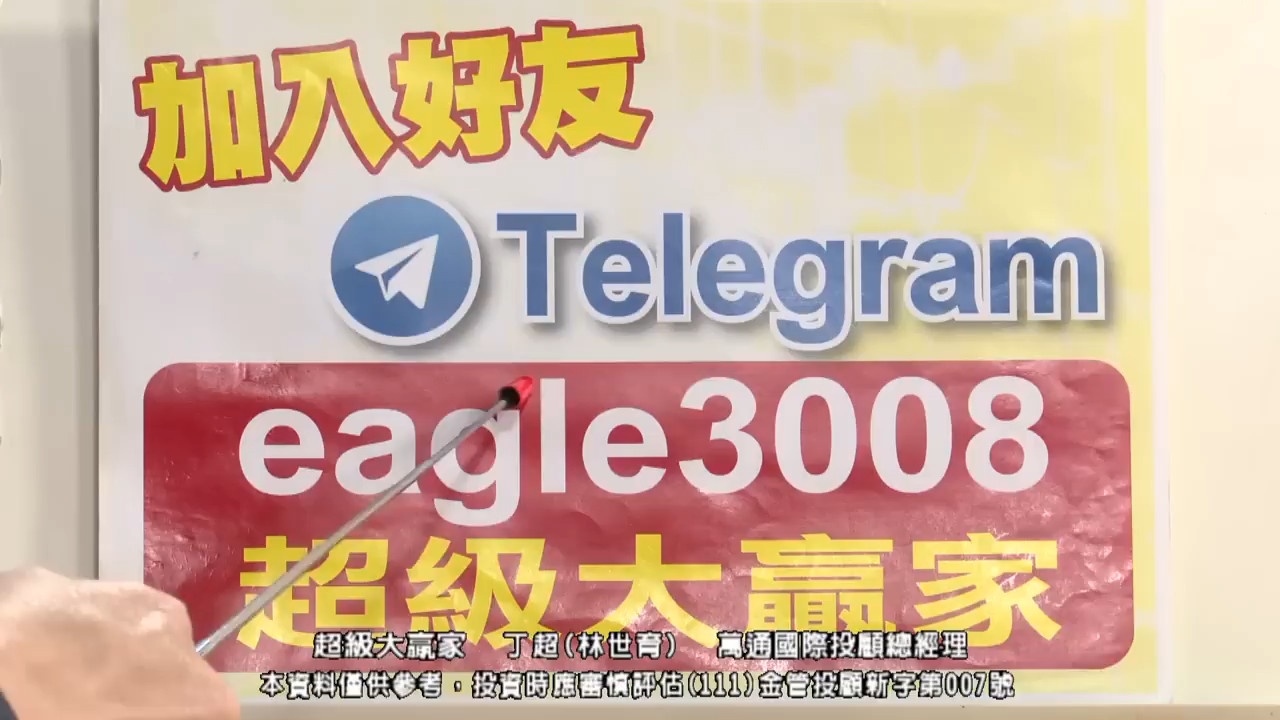 加入好友
Telegram
eagle3008
超級大贏家
超級大贏家 丁超(林世育) 萬通國際投顧總經理
本資料僅供參考，投資時應審慎評估(111)金管投顧新字第007號